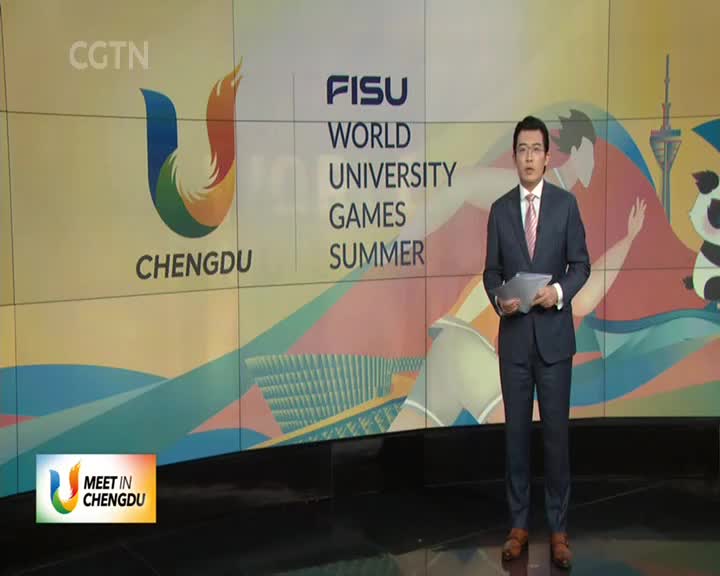 CGTN
FISU
WORLD
UNIVERSITY
GAMES
SUMMER
CHENGDU
MEET IN
CHENGDU